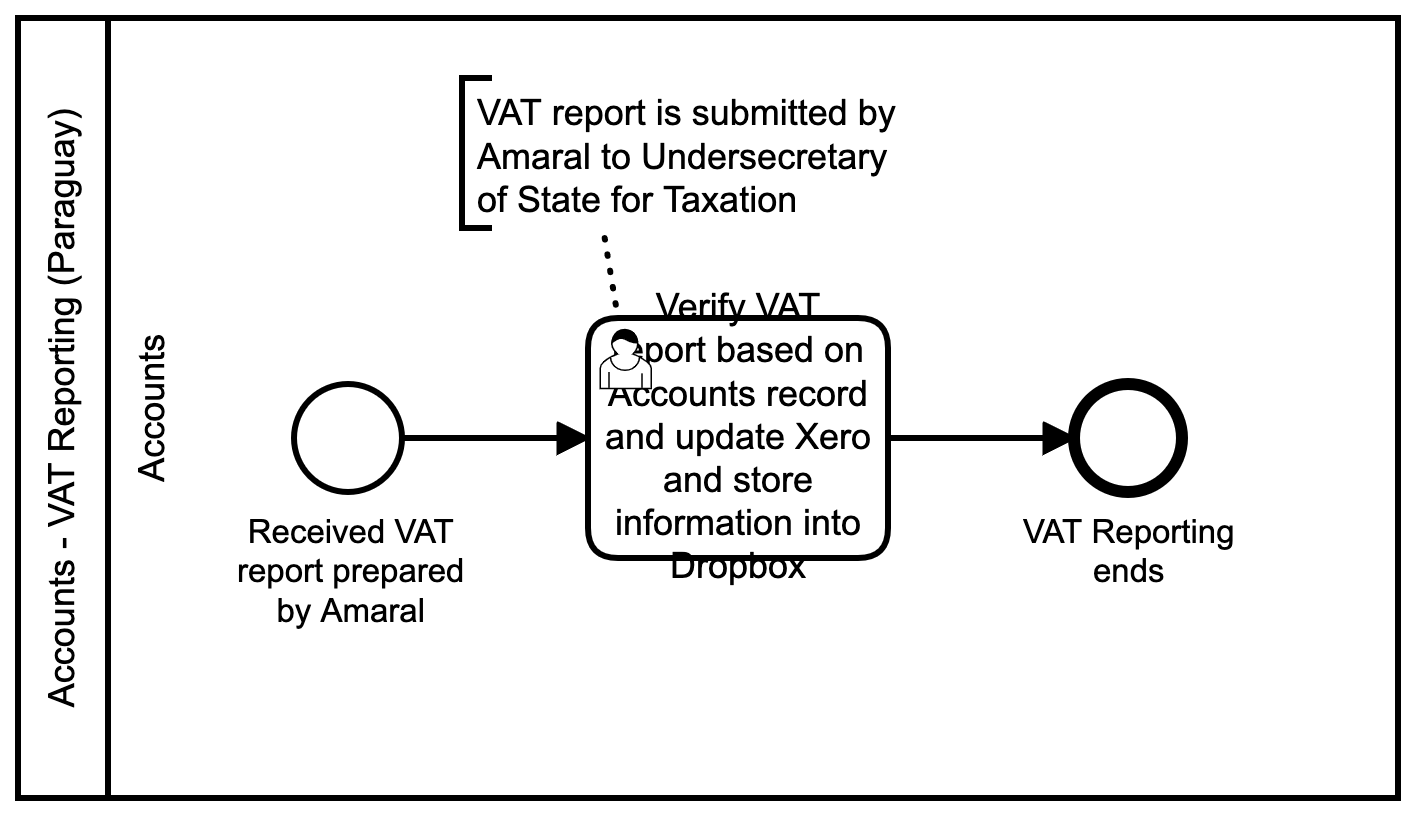 Accounts - VAT Reporting (Paraguay)
Accounts
VAT report is submitted by
Amaral to Undersecretary
of State for Taxation
Verify VAT
report based on
Accounts record
and update Xero
and store
information into
Dropbox
Received VAT
report prepared
by Amaral
VAT Reporting
ends